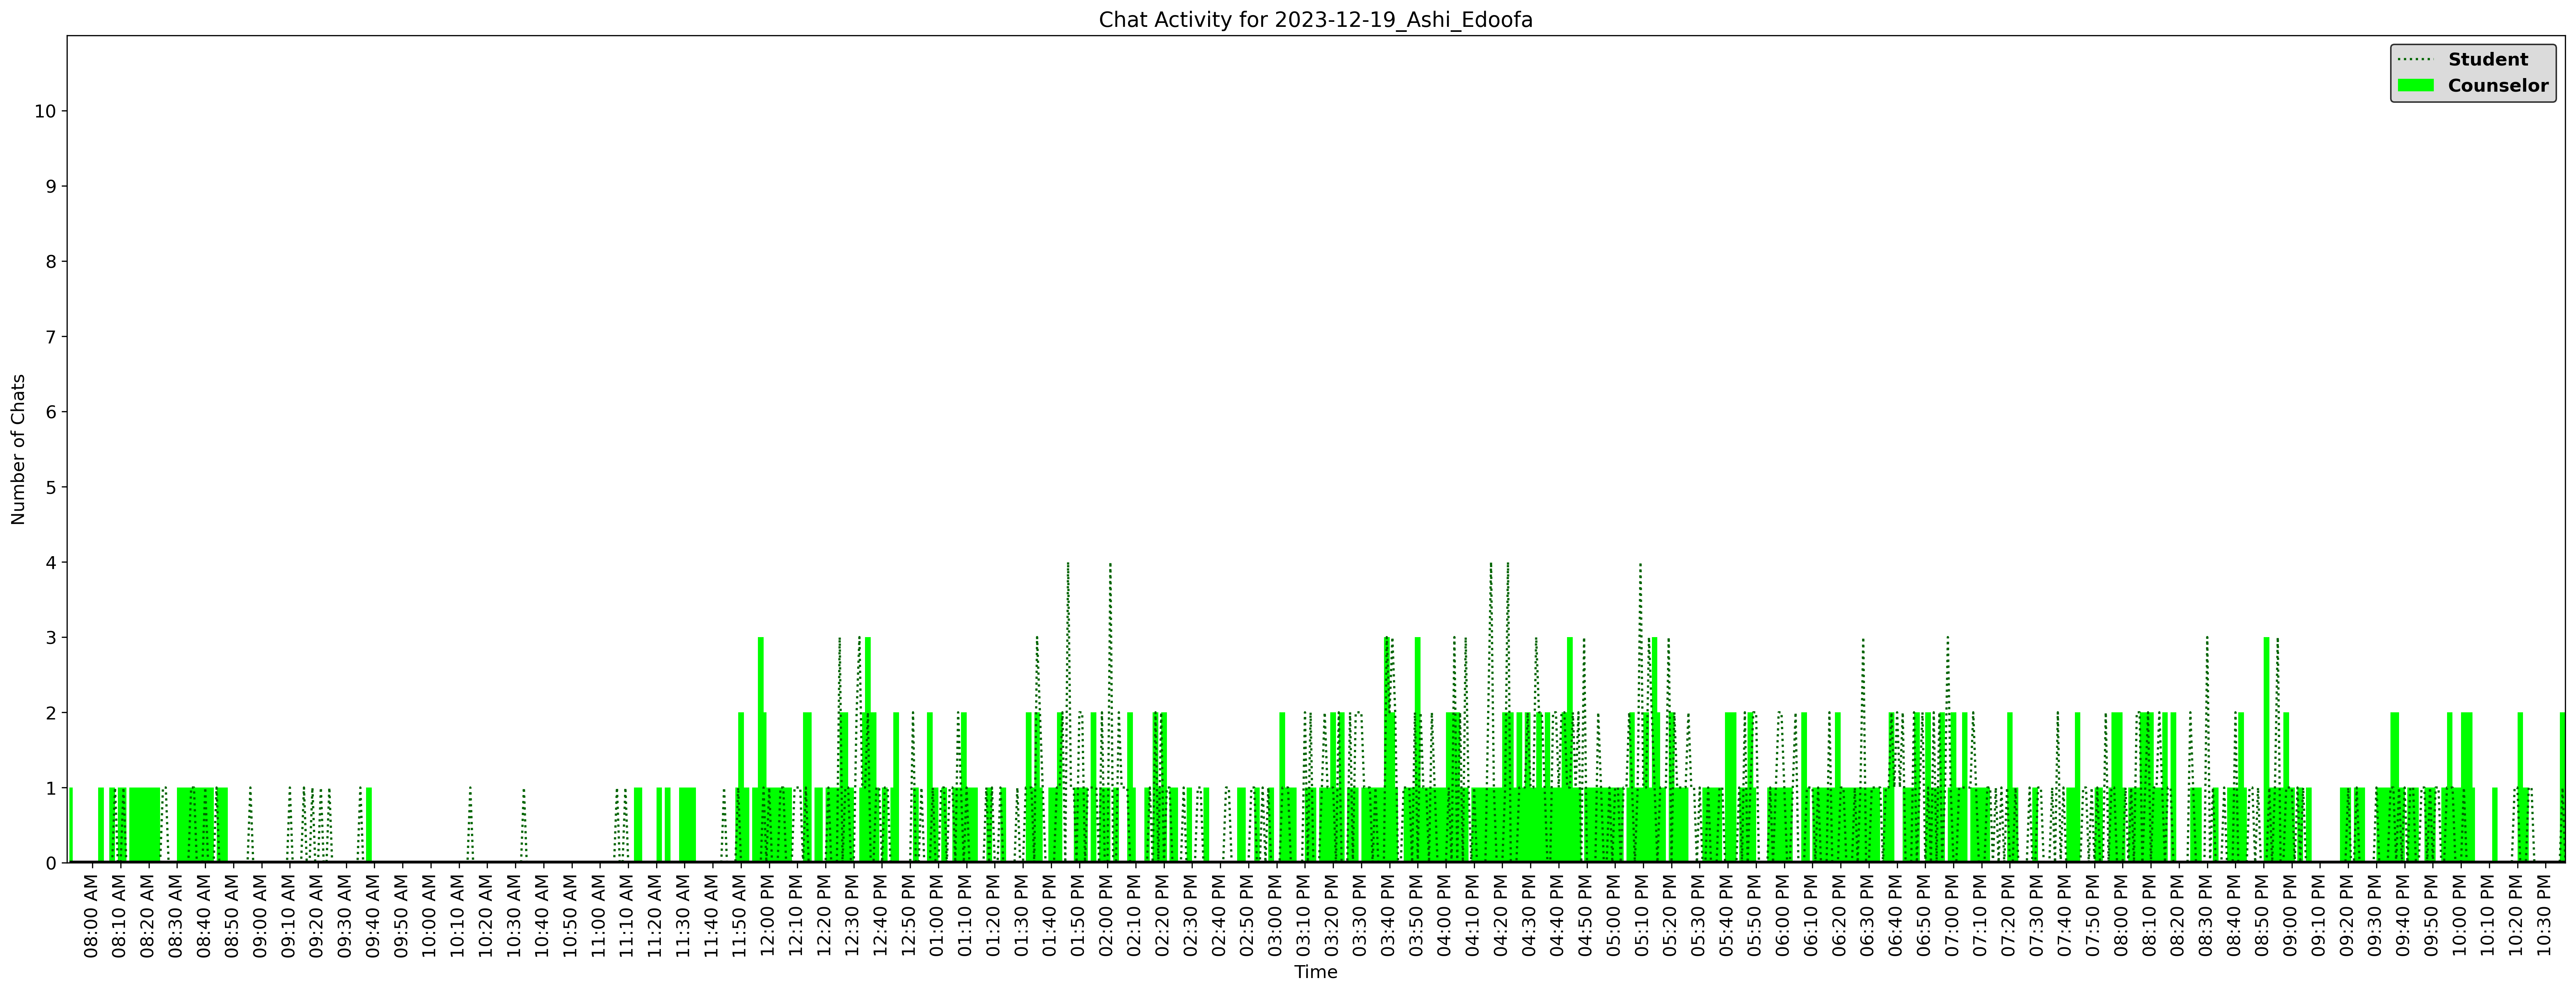 Chat Activity for 2023-12-19_Ashi_Edoofa
Student
Counselor
Number of Chats
10
9
8
7
6
5
4
3
2
1
0
08:00 AM
08:10 AM
08:20 AM
08:30 AM
08:40 AM
08:50 AM
09:00 AM
09:10 AM
09:20 AM
09:30 AM
09:40 AM
09:50 AM
10:00 AM
10:10 AM
10:20 AM
10:30 AM
10:40 AM
10:50 AM
11:00 AM
11:10 AM
11:20 AM
11:30 AM
11:40 AM
11:50 AM
12:00 PM
12:10 PM
12:20 PM
12:30 PM
12:40 PM
12:50 PM
01:00 PM
01:10 PM
01:20 PM
01:30 PM
01:40 PM
01:50 PM
02:00 PM
02:10 PM
02:20 PM
02:30 PM
02:40 PM
02:50 PM
03:00 PM
03:10 PM
03:20 PM
03:30 PM
03:40 PM
03:50 PM
04:00 PM
04:10 PM
04:20 PM
04:30 PM
04:40 PM
04:50 PM
05:00 PM
05:10 PM
05:20 PM
05:30 PM
05:40 PM
05:50 PM
06:00 PM
06:10 PM
06:20 PM
06:30 PM
06:40 PM
06:50 PM
07:00 PM
07:10 PM
07:20 PM
07:30 PM
07:40 PM
07:50 PM
08:00 PM
08:10 PM
08:20 PM
08:30 PM
08:40 PM
08:50 PM
09:00 PM
09:10 PM
09:20 PM
09:30 PM
09:40 PM
09:50 PM
10:00 PM
10:10 PM
10:20 PM
10:30 PM
Time